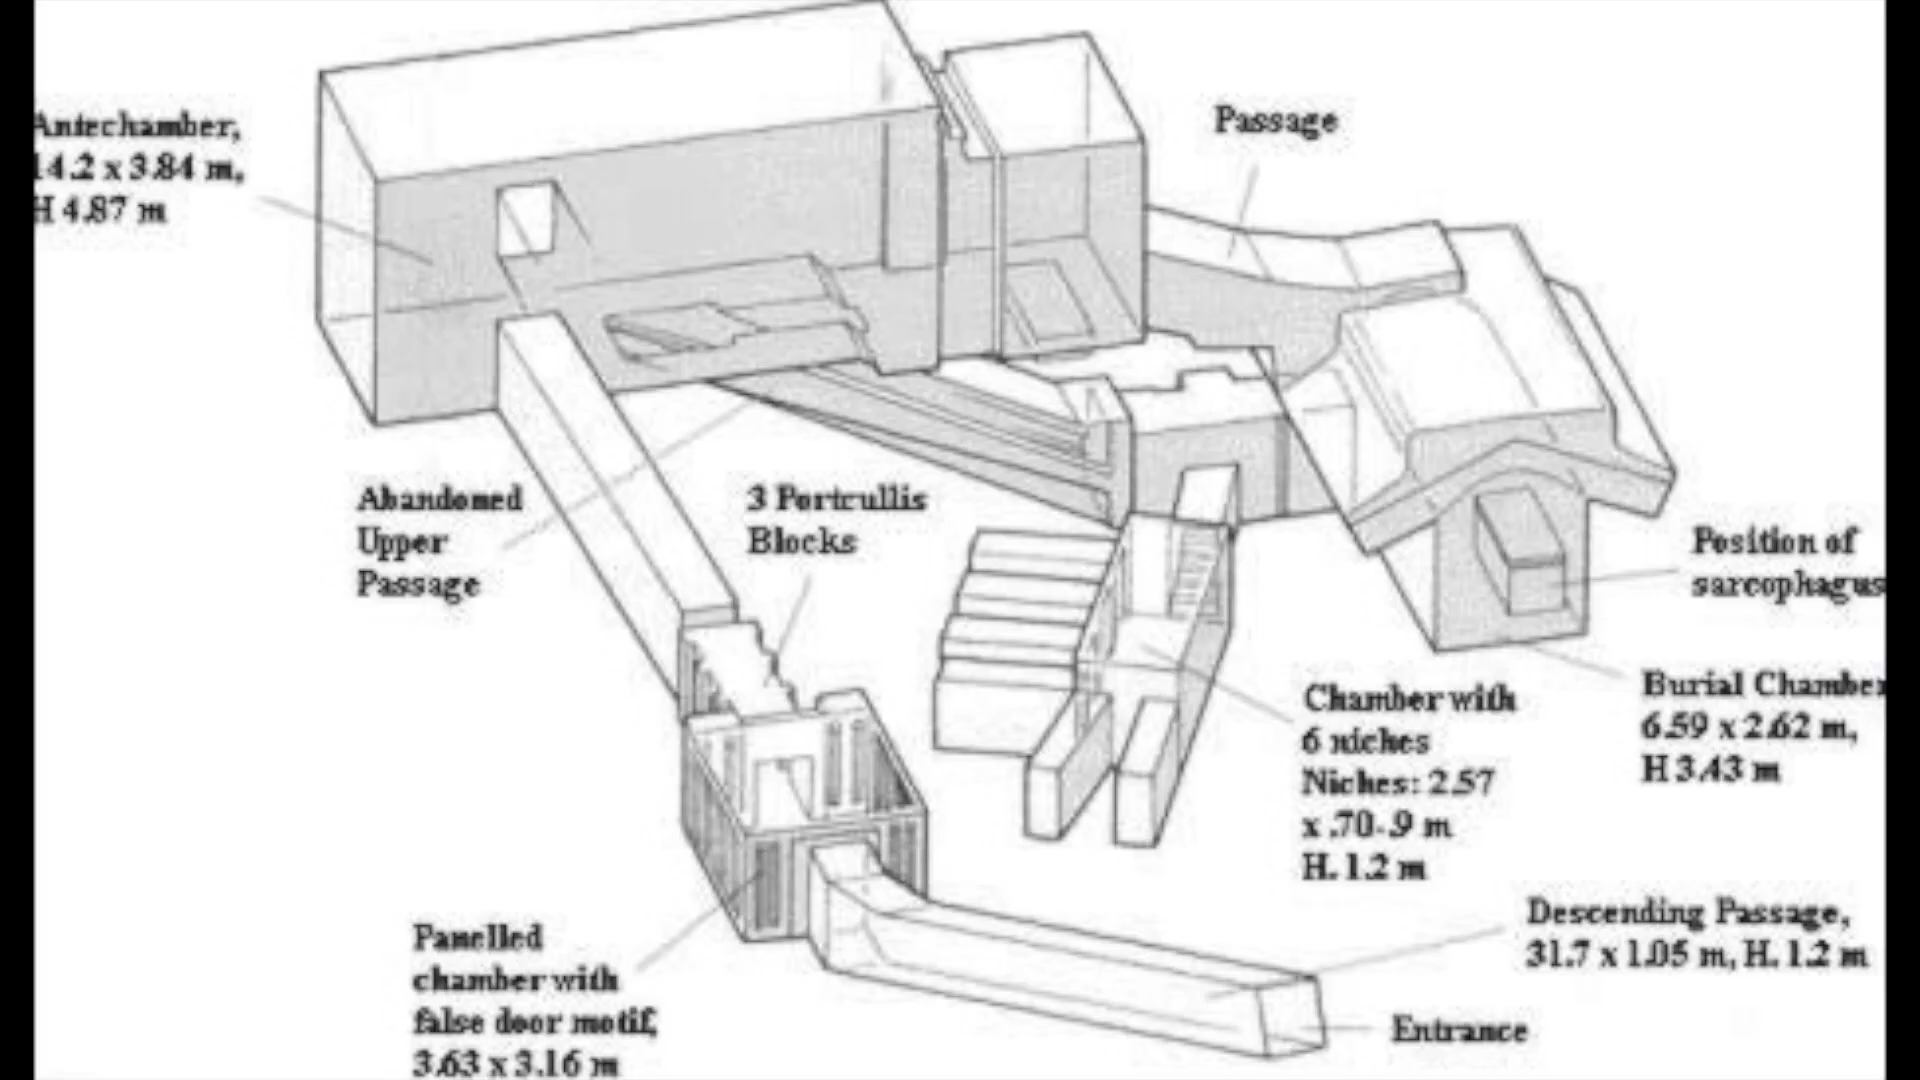 Antechamber,
14.2 x 3.84 m,
H 4.87 m
Passage
Abandoned
Upper
Passage
3 Portcullis
Blocks
Position of
sarcophagus
Burial Chamber
6.59 x 2.62 m,
H 3.43 m
Chamber with
6 niches
Niches: 2.57
x .70-.9 m
H. 1.2 m
Descending Passage,
31.7 x 1.05 m, H. 1.2 m
Entrance
Panelled
chamber with
false door motif,
3.63 x 3.16 m